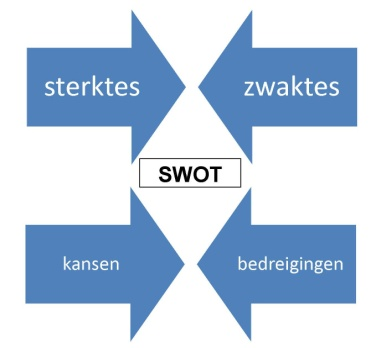 sterktes
zwaktes
SWOT
kansen
bedreigingen